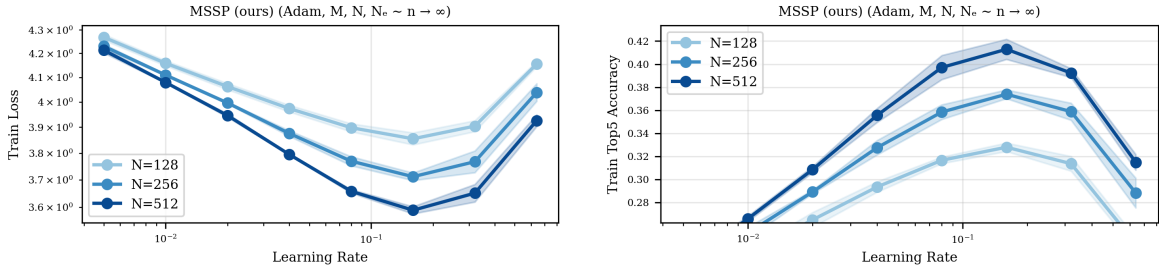 MSSP (ours) (Adam, M, N, Nₑ ~ n → ∞)
Train Loss
4.3 × 10⁰
4.2 × 10⁰
4.1 × 10⁰
4 × 10⁰
3.9 × 10⁰
3.8 × 10⁰
3.7 × 10⁰
3.6 × 10⁰
N=128
N=256
N=512
10⁻²
10⁻¹
Learning Rate
MSSP (ours) (Adam, M, N, Nₑ ~ n → ∞)
Train Top5 Accuracy
0.42
0.40
0.38
0.36
0.34
0.32
0.30
0.28
N=128
N=256
N=512
10⁻²
10⁻¹
Learning Rate